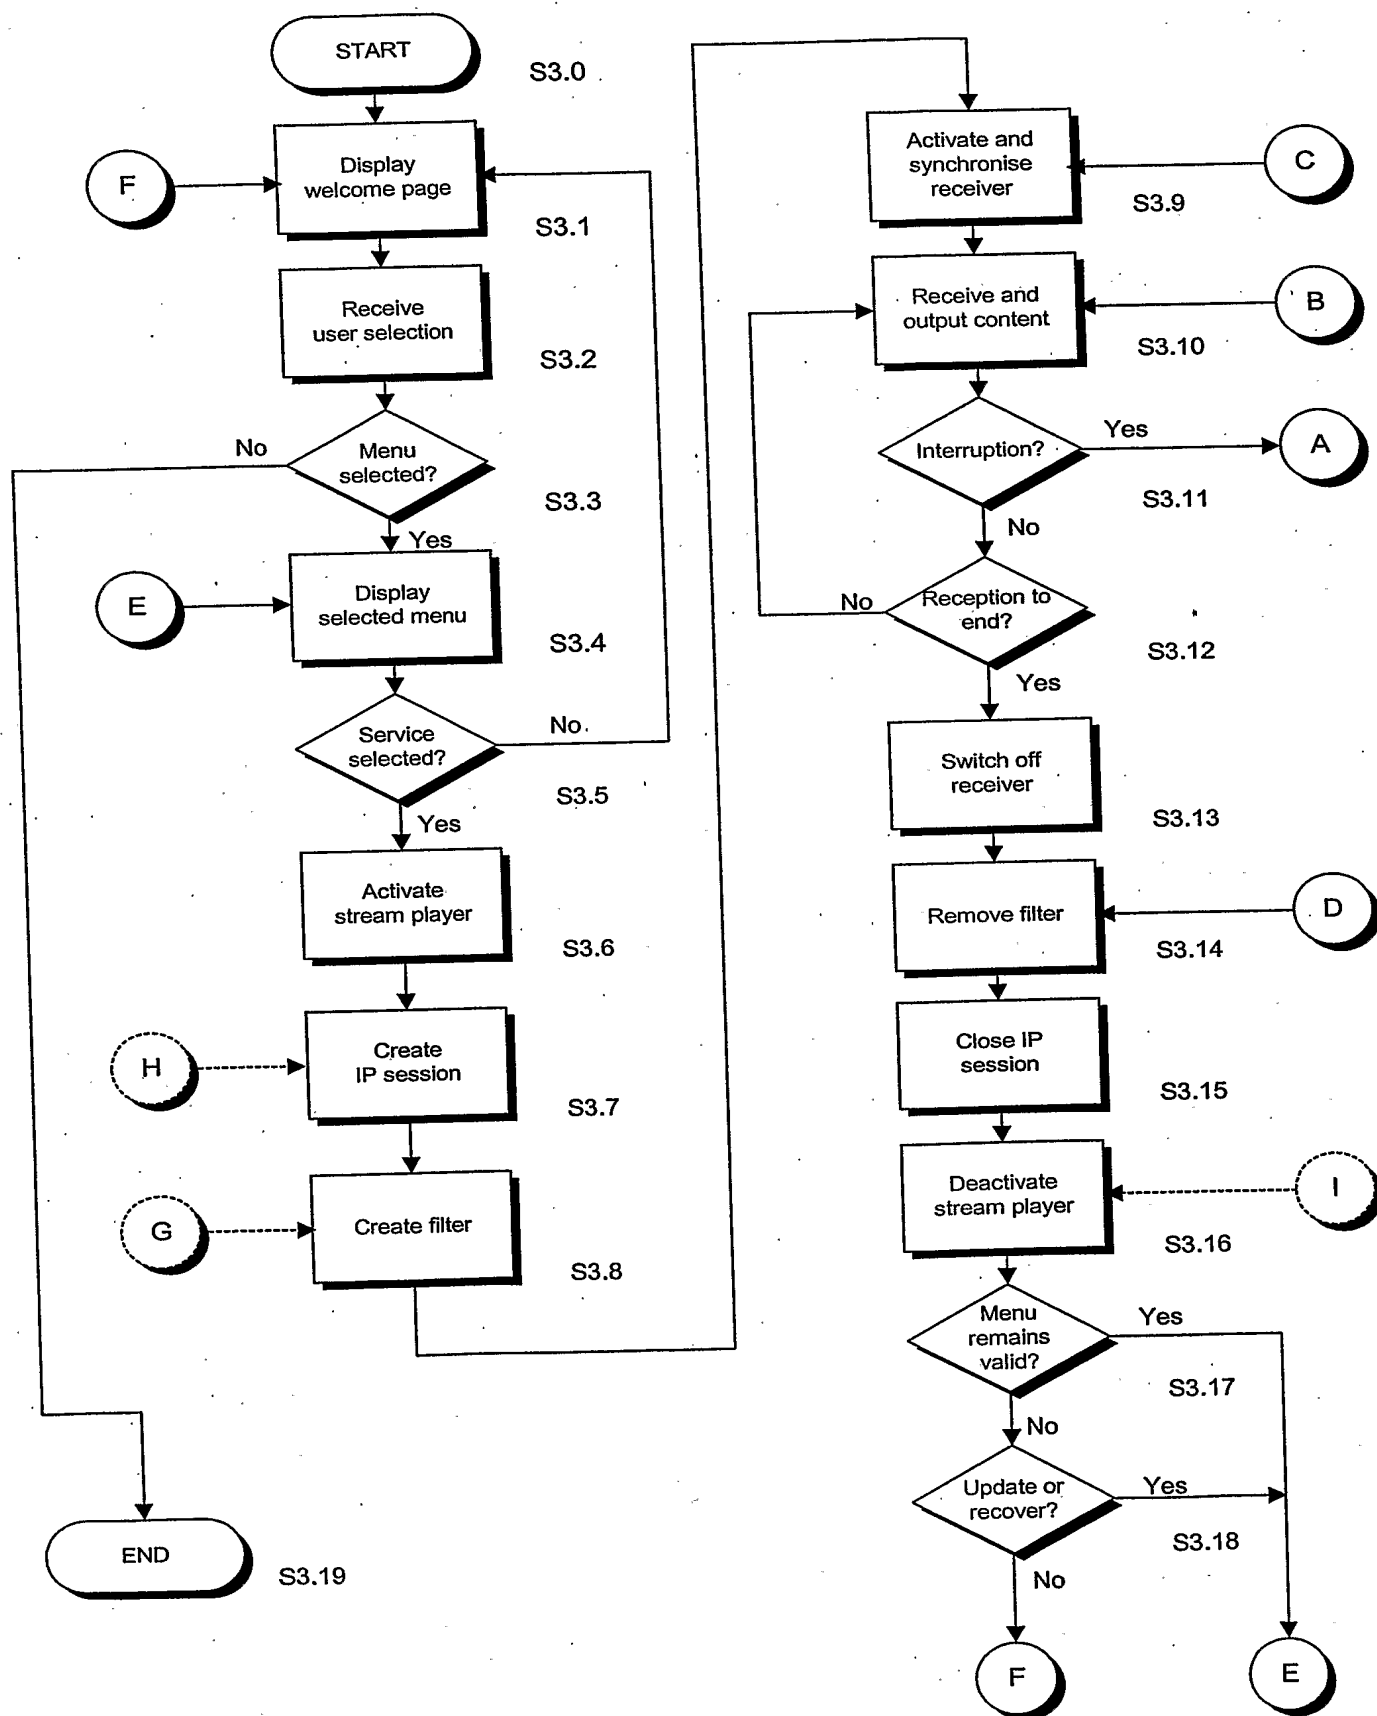 START
S3.0
Display
welcome page
F
S3.1
Receive
user selection
S3.2
No
Menu
selected?
S3.3
Yes
E
Display
selected menu
S3.4
Service
selected?
No.
S3.5
Yes
Activate
stream player
S3.6
H
Create
IP session
S3.7
G
Create filter
S3.8
END
S3.19
Activate and
synchronise
receiver
C
S3.9
Receive and
output content
B
S3.10
Interruption?
Yes
A
S3.11
No
No
Reception to
end?
S3.12
Yes
Switch off
receiver
S3.13
Remove filter
D
S3.14
Close IP
session
S3.15
Deactivate
stream player
I
S3.16
Menu
remains
valid?
Yes
S3.17
No
Update or
recover?
Yes
S3.18
No
F
E